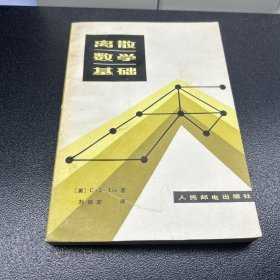 离散
数学
基础
[美] C·L·Liu 著
刘振宏 译
人民邮电出版社